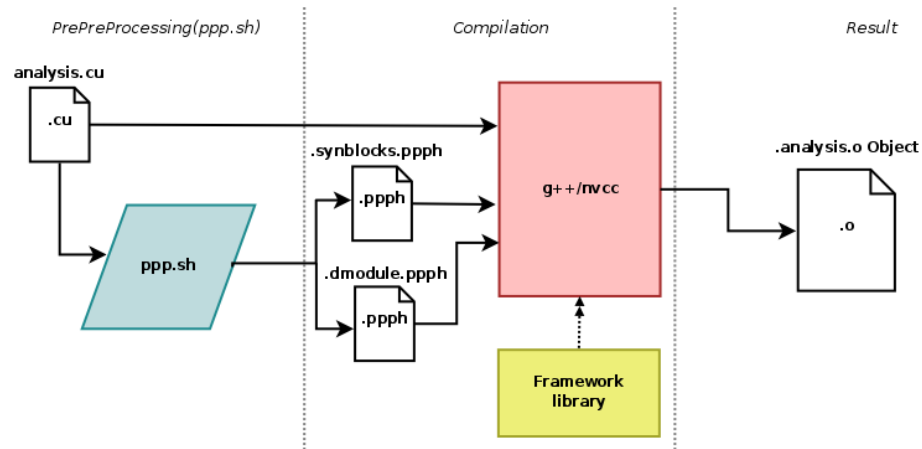 PrePreProcessing(ppp.sh)
Compilation
Result
analysis.cu
.cu
.synblocks.ppph
.ppph
g++/nvcc
.analysis.o Object
.o
ppp.sh
.dmodule.ppph
.ppph
Framework
library